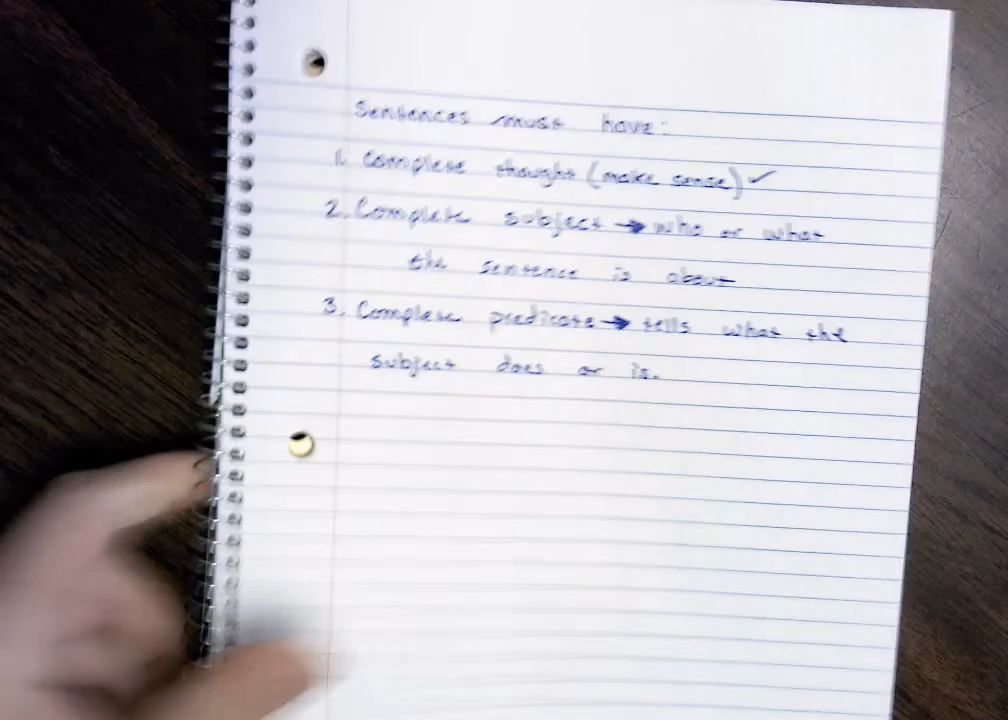 Sentences must have:
1. Complete thought (make sense) ✓
2. Complete subject → who or what
the sentence is about
3. Complete predicate → tells what the
subject does or is.